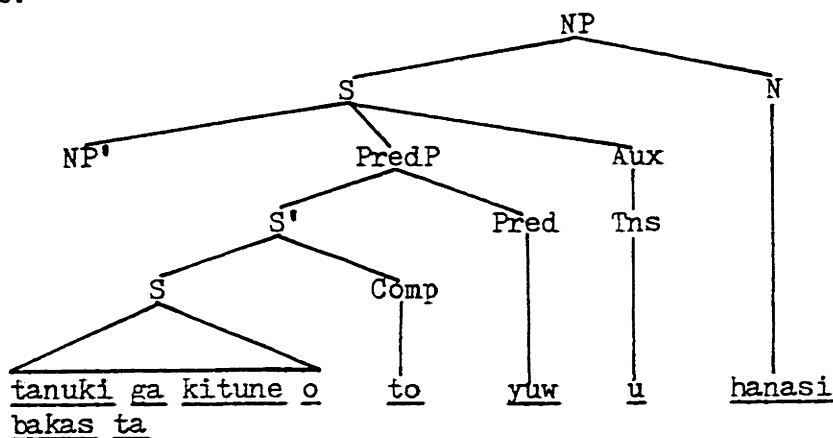 NP
S N
NP' PredP Aux
S' Pred Tns
S Comp
tanuki ga kitune o to yuw u hanasi
bakas ta